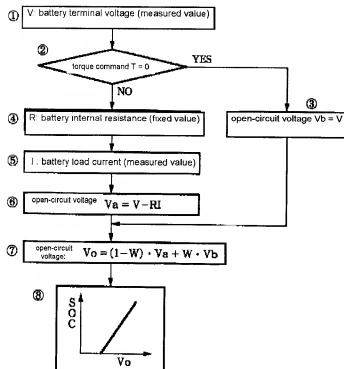 ① V: battery terminal voltage (measured value)
②
torque command T = 0
YES
NO
③
open-circuit voltage Vb = V
④ R: battery internal resistance (fixed value)
⑤ I : battery load current (measured value)
⑥ open-circuit voltage Va = V−RI
⑦ open-circuit voltage: Vo = (1−W) · Va + W · Vb
⑧
S
O
C
Vo